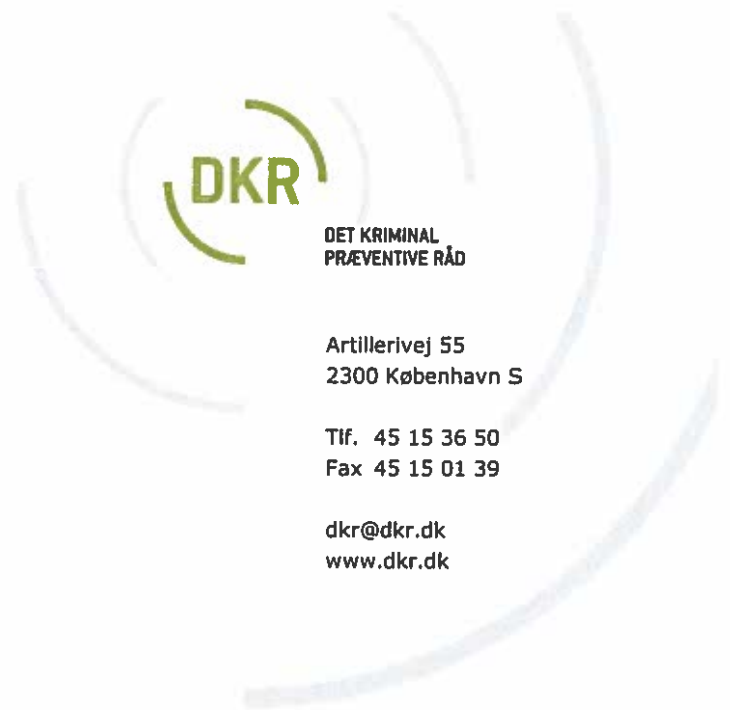 DKR
DET KRIMINAL
PRÆVENTIVE RÅD
Artillerivej 55
2300 København S
Tlf. 45 15 36 50
Fax 45 15 01 39
dkr@dkr.dk
www.dkr.dk